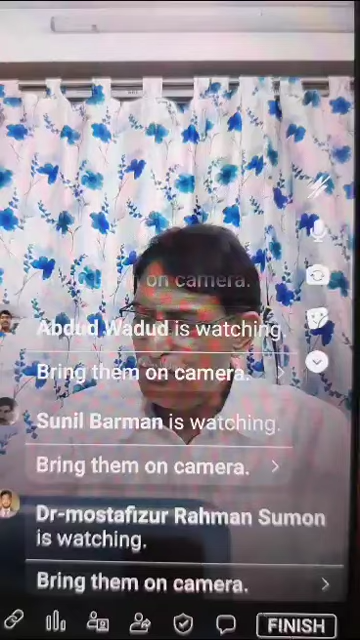 on camera.
Abdud Wadud is watching.
Bring them on camera.
Sunil Barman is watching.
Bring them on camera.
Dr-mostafizur Rahman Sumon
is watching.
Bring them on camera.
FINISH